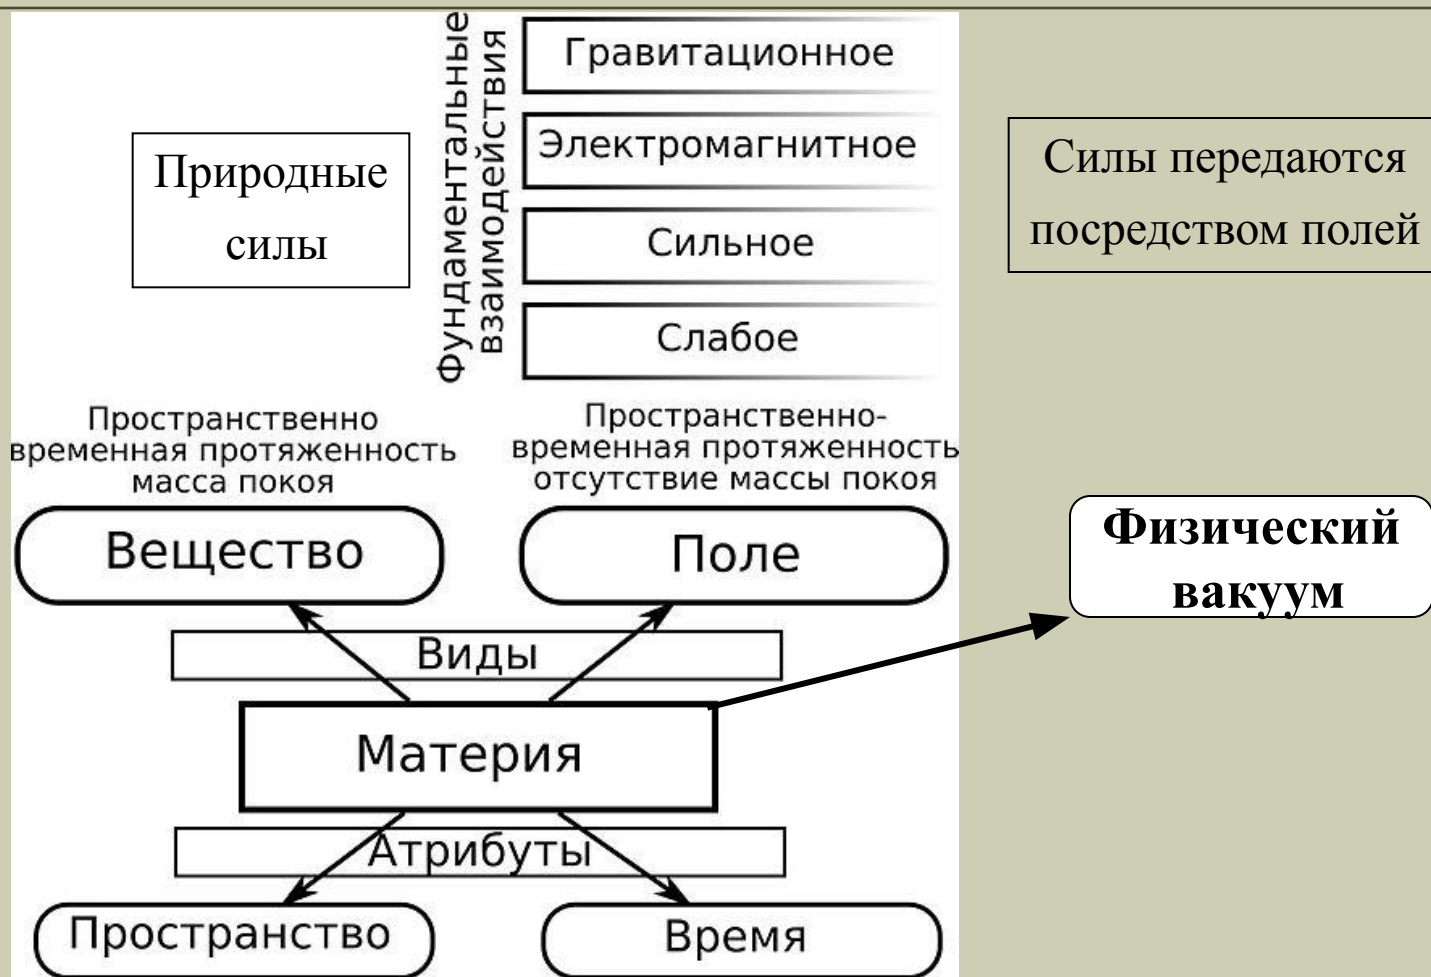 Фундаментальные
взаимодействия
Гравитационное
Электромагнитное
Сильное
Слабое
Природные
силы
Силы передаются
посредством полей
Пространственно
временная протяженность
масса покоя
Пространственно-
временная протяженность
отсутствие массы покоя
Вещество
Поле
Физический
вакуум
Виды
Материя
Атрибуты
Пространство
Время